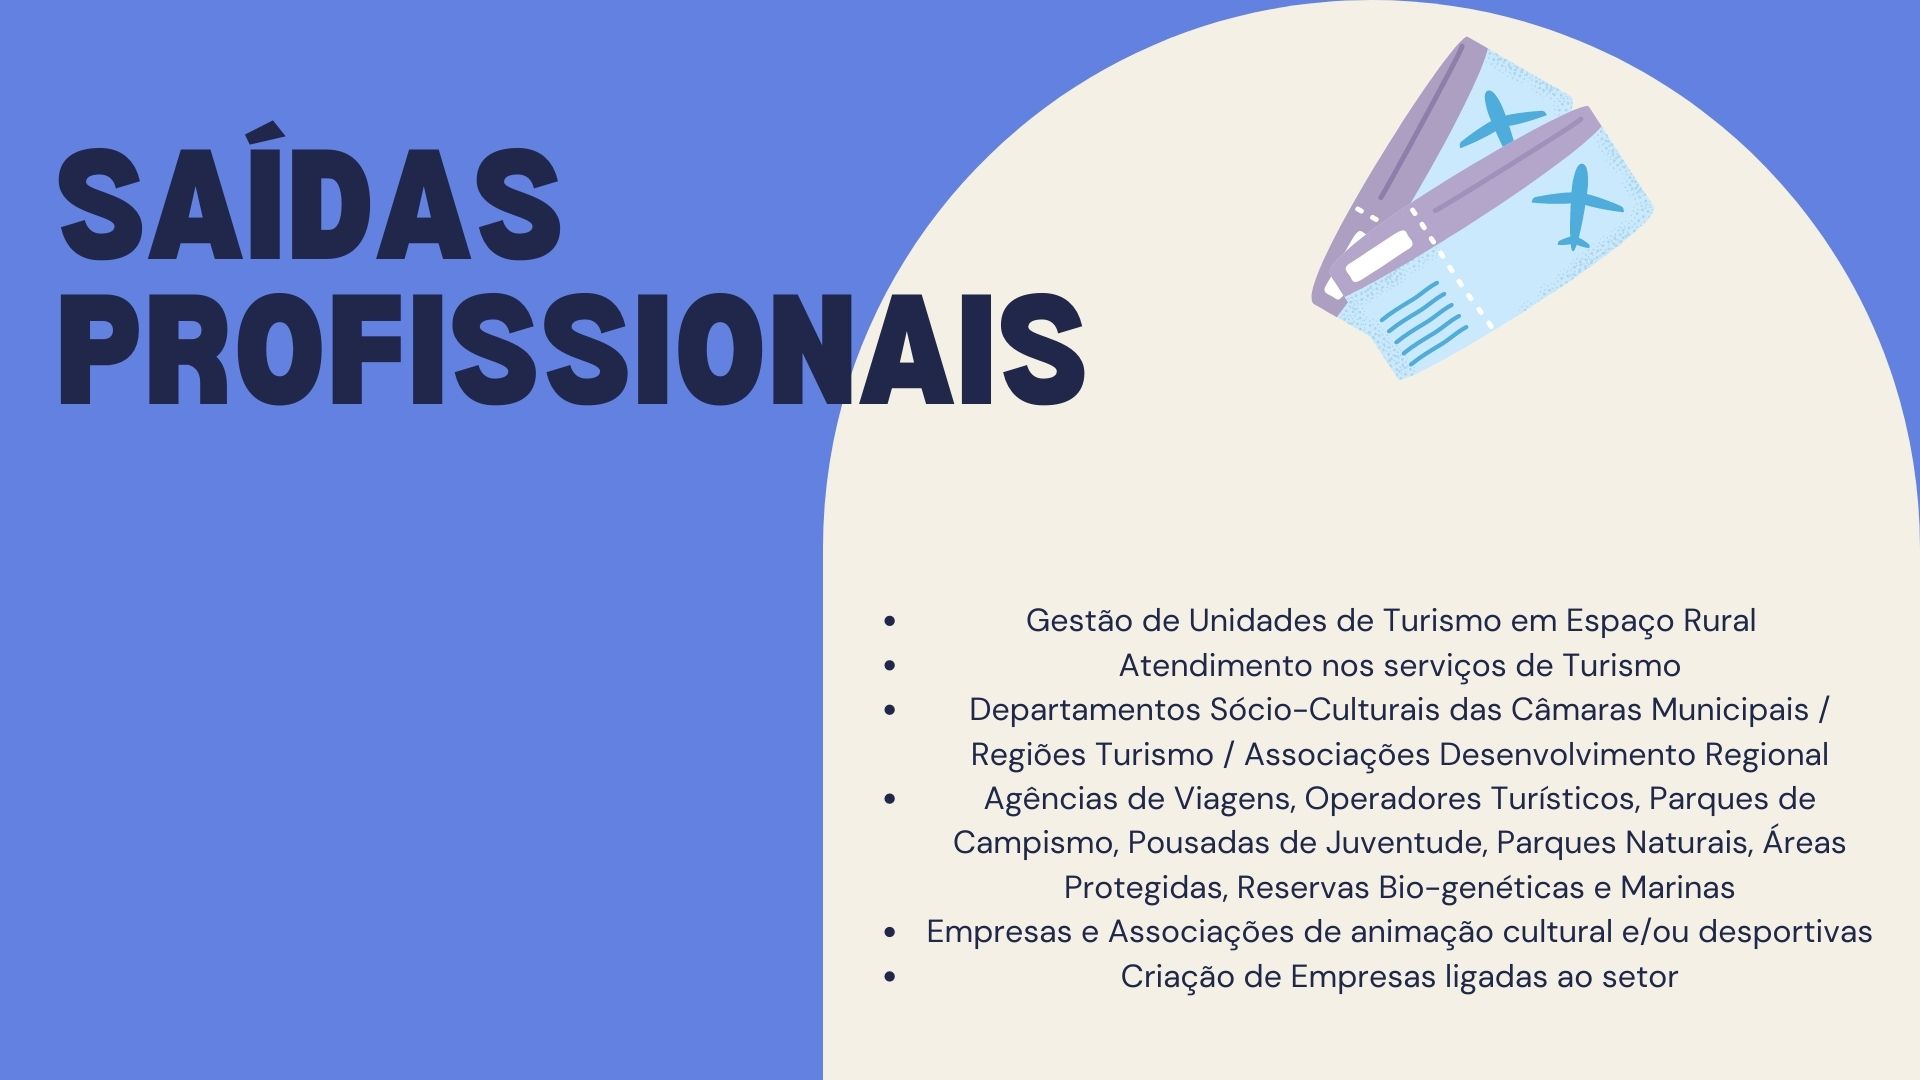 SAÍDAS
PROFISSIONAIS
• Gestão de Unidades de Turismo em Espaço Rural
• Atendimento nos serviços de Turismo
• Departamentos Sócio-Culturais das Câmaras Municipais /
Regiões Turismo / Associações Desenvolvimento Regional
• Agências de Viagens, Operadores Turísticos, Parques de
Campismo, Pousadas de Juventude, Parques Naturais, Áreas
Protegidas, Reservas Bio-genéticas e Marinas
• Empresas e Associações de animação cultural e/ou desportivas
• Criação de Empresas ligadas ao setor